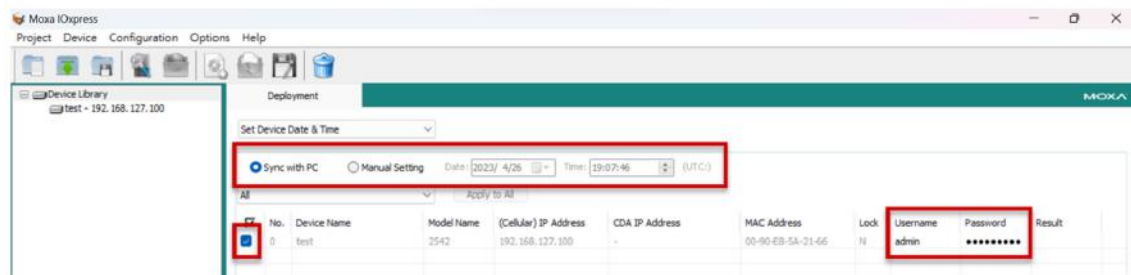 Moxa IOxpress
Project Device Configuration Options Help
Device Library
test - 192.168.127.100
Deployment
MOXA
Set Device Date & Time
Sync with PC Manual Setting Date: 2023/ 4/26 Time: 19:07:46 (UTC:)
All Apply to All
No. Device Name Model Name (Cellular) IP Address CDA IP Address MAC Address Lock Username Password Result
0 test 2542 192.168.127.100 - 00-90-E8-5A-21-66 N admin •••••••••